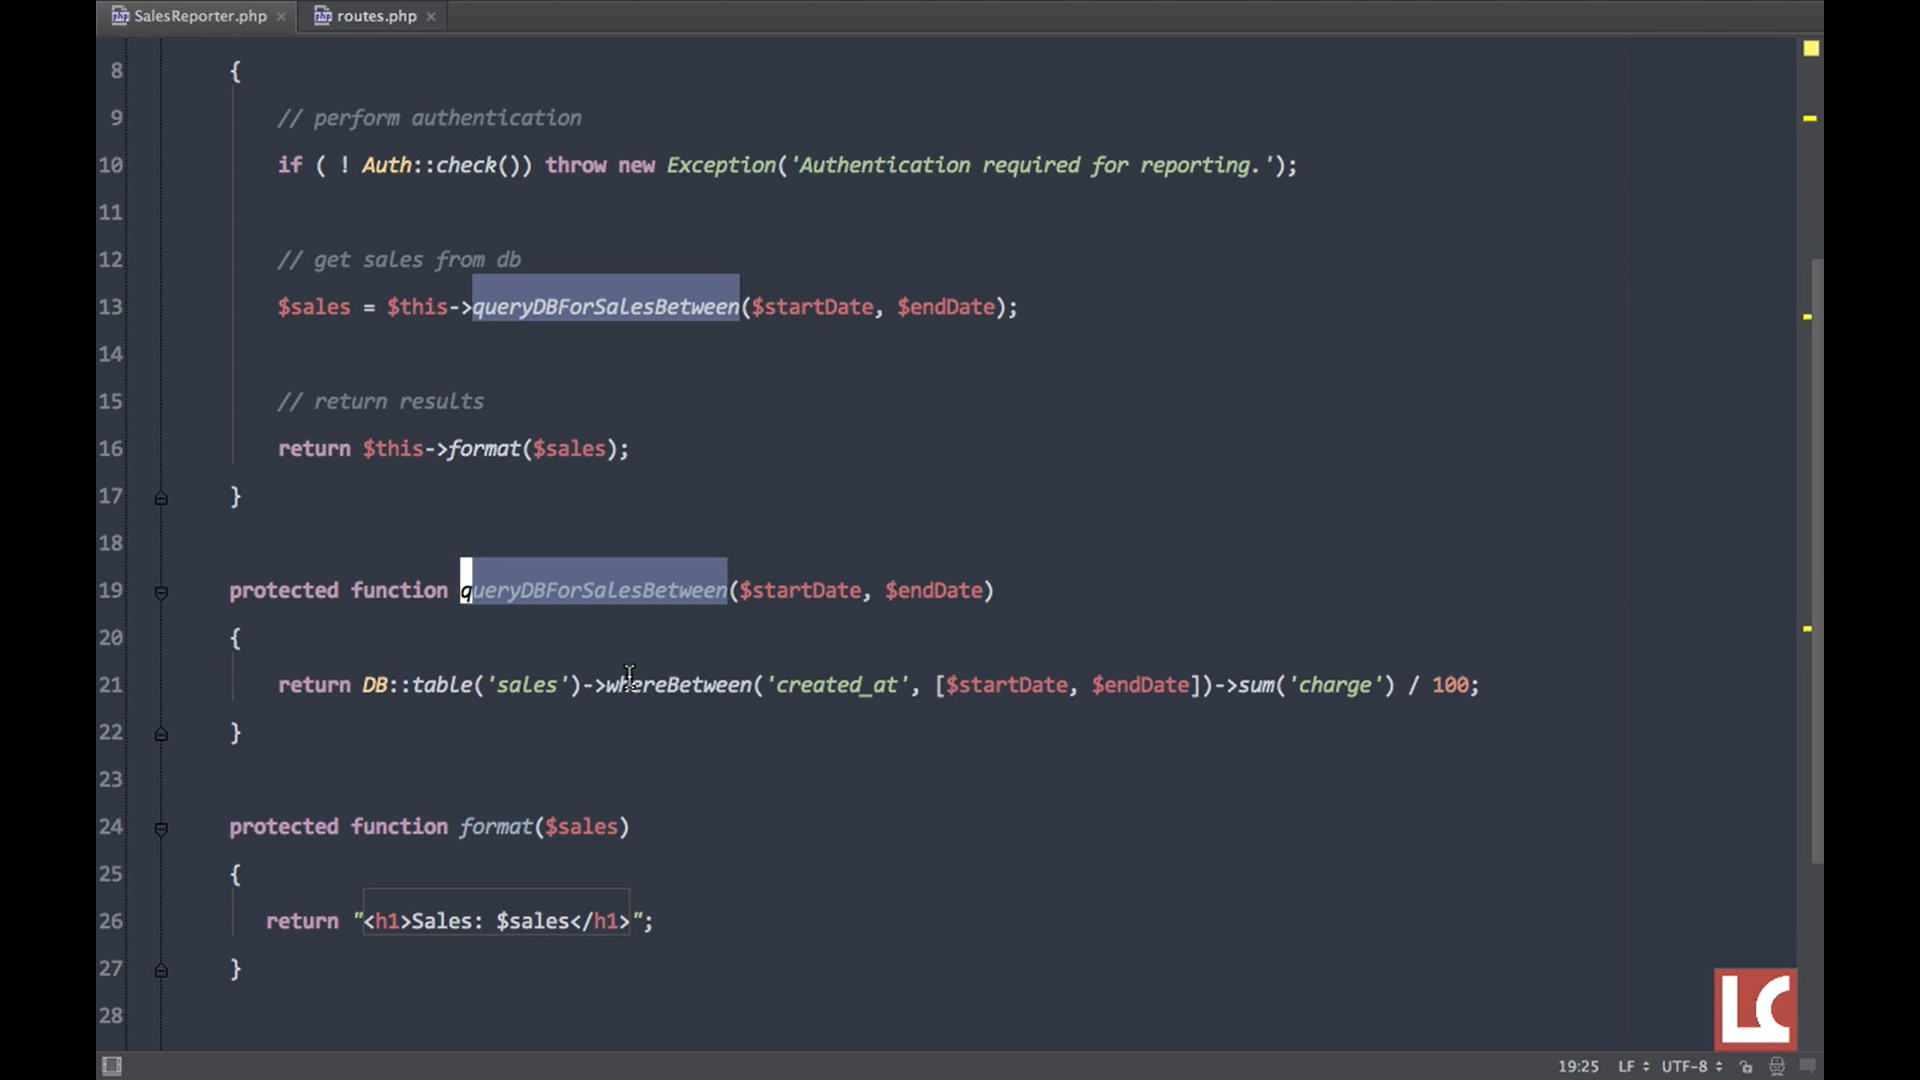 SalesReporter.php × routes.php ×
8 {
9 // perform authentication
10 if ( ! Auth::check()) throw new Exception('Authentication required for reporting.');
11
12 // get sales from db
13 $sales = $this->queryDBForSalesBetween($startDate, $endDate);
14
15 // return results
16 return $this->format($sales);
17 }
18
19 protected function queryDBForSalesBetween($startDate, $endDate)
20 {
21 return DB::table('sales')->whereBetween('created_at', [$startDate, $endDate])->sum('charge') / 100;
22 }
23
24 protected function format($sales)
25 {
26 return "<h1>Sales: $sales</h1>";
27 }
28
LC
19:25 LF UTF-8